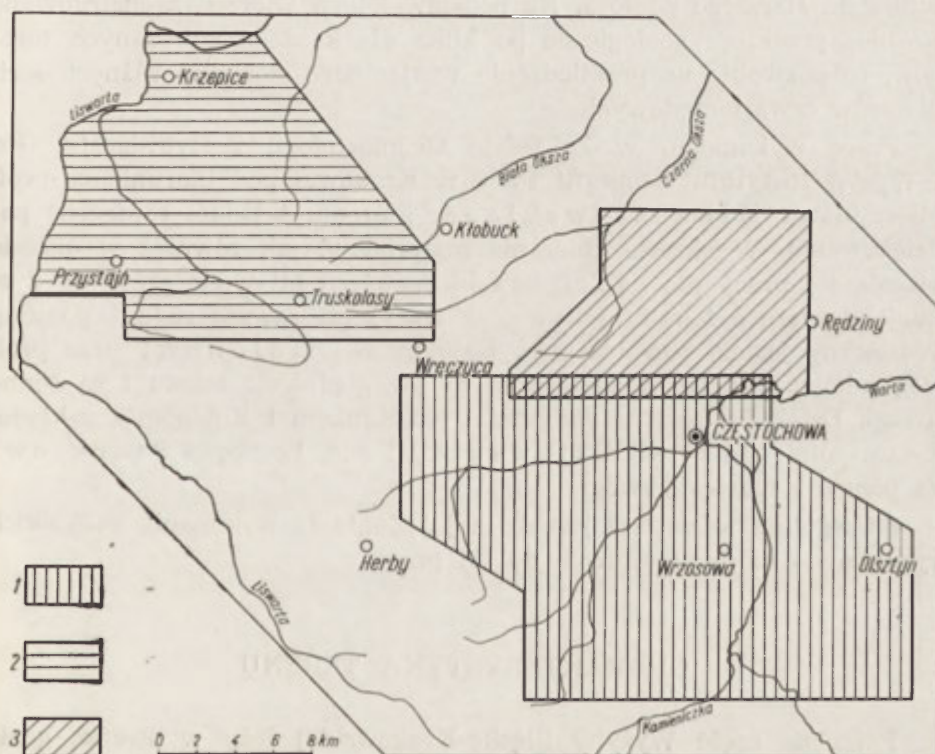 Krzepice
Liswarta
Biała Oksza
Czarna Oksza
Kłobuck
Przystajń
Truskolasy
Rędziny
Wręczyca
Warta
CZĘSTOCHOWA
Herby
Wrzosowa
Olsztyn
1
Liswarta
2
Kamieniczka
3
0 2 4 6 8 km